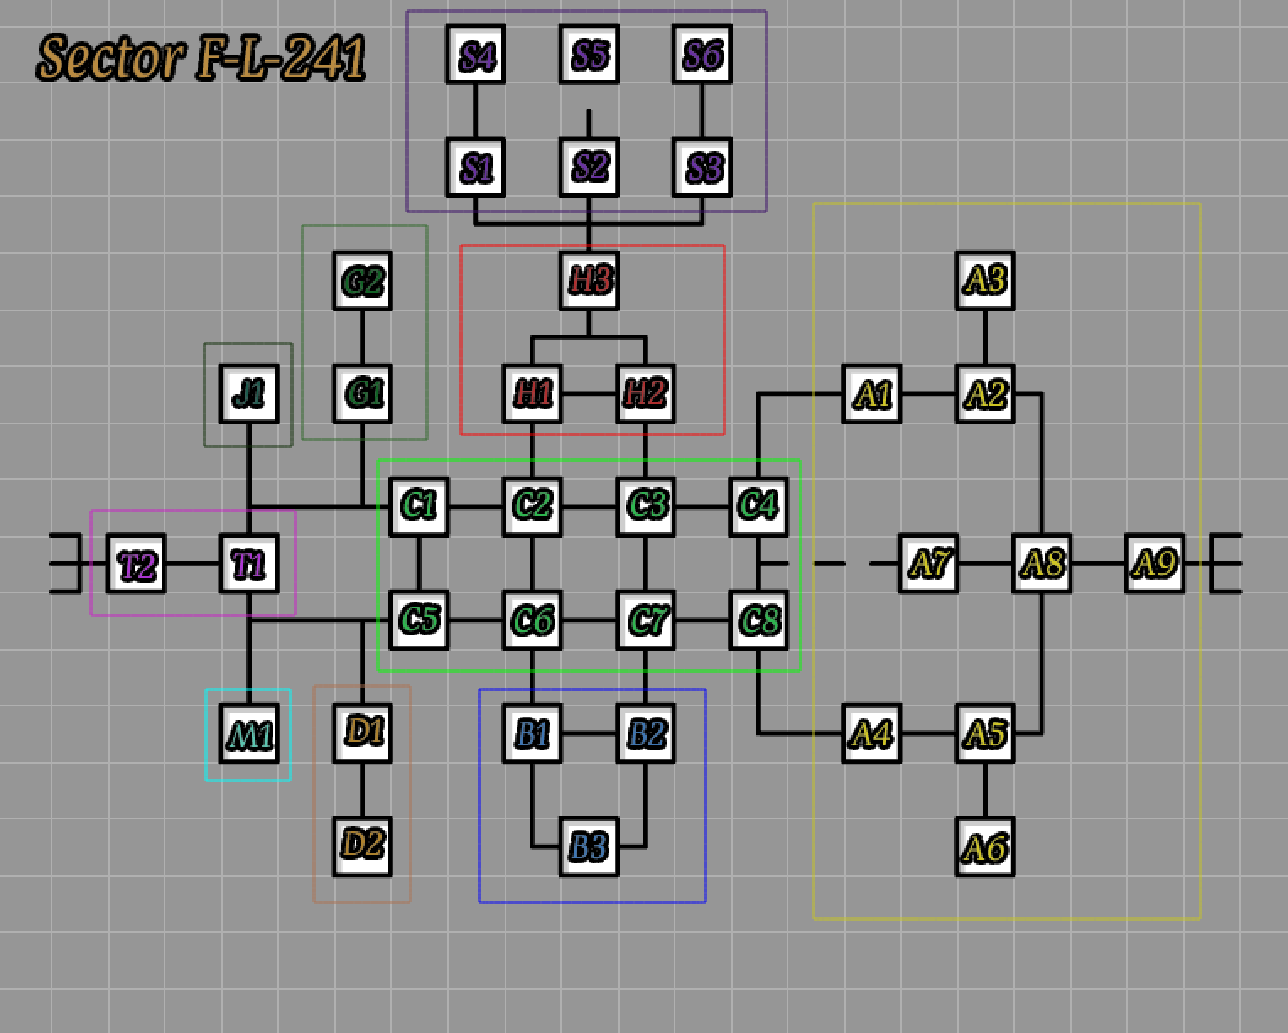 Sector F-L-241
S4 S5 S6
S1 S2 S3
G2 H3 A3
J1 G1 H1 H2 A1 A2
C1 C2 C3 C4
T2 T1 A7 A8 A9
C5 C6 C7 C8
M1 D1 B1 B2 A4 A5
D2 B3 A6